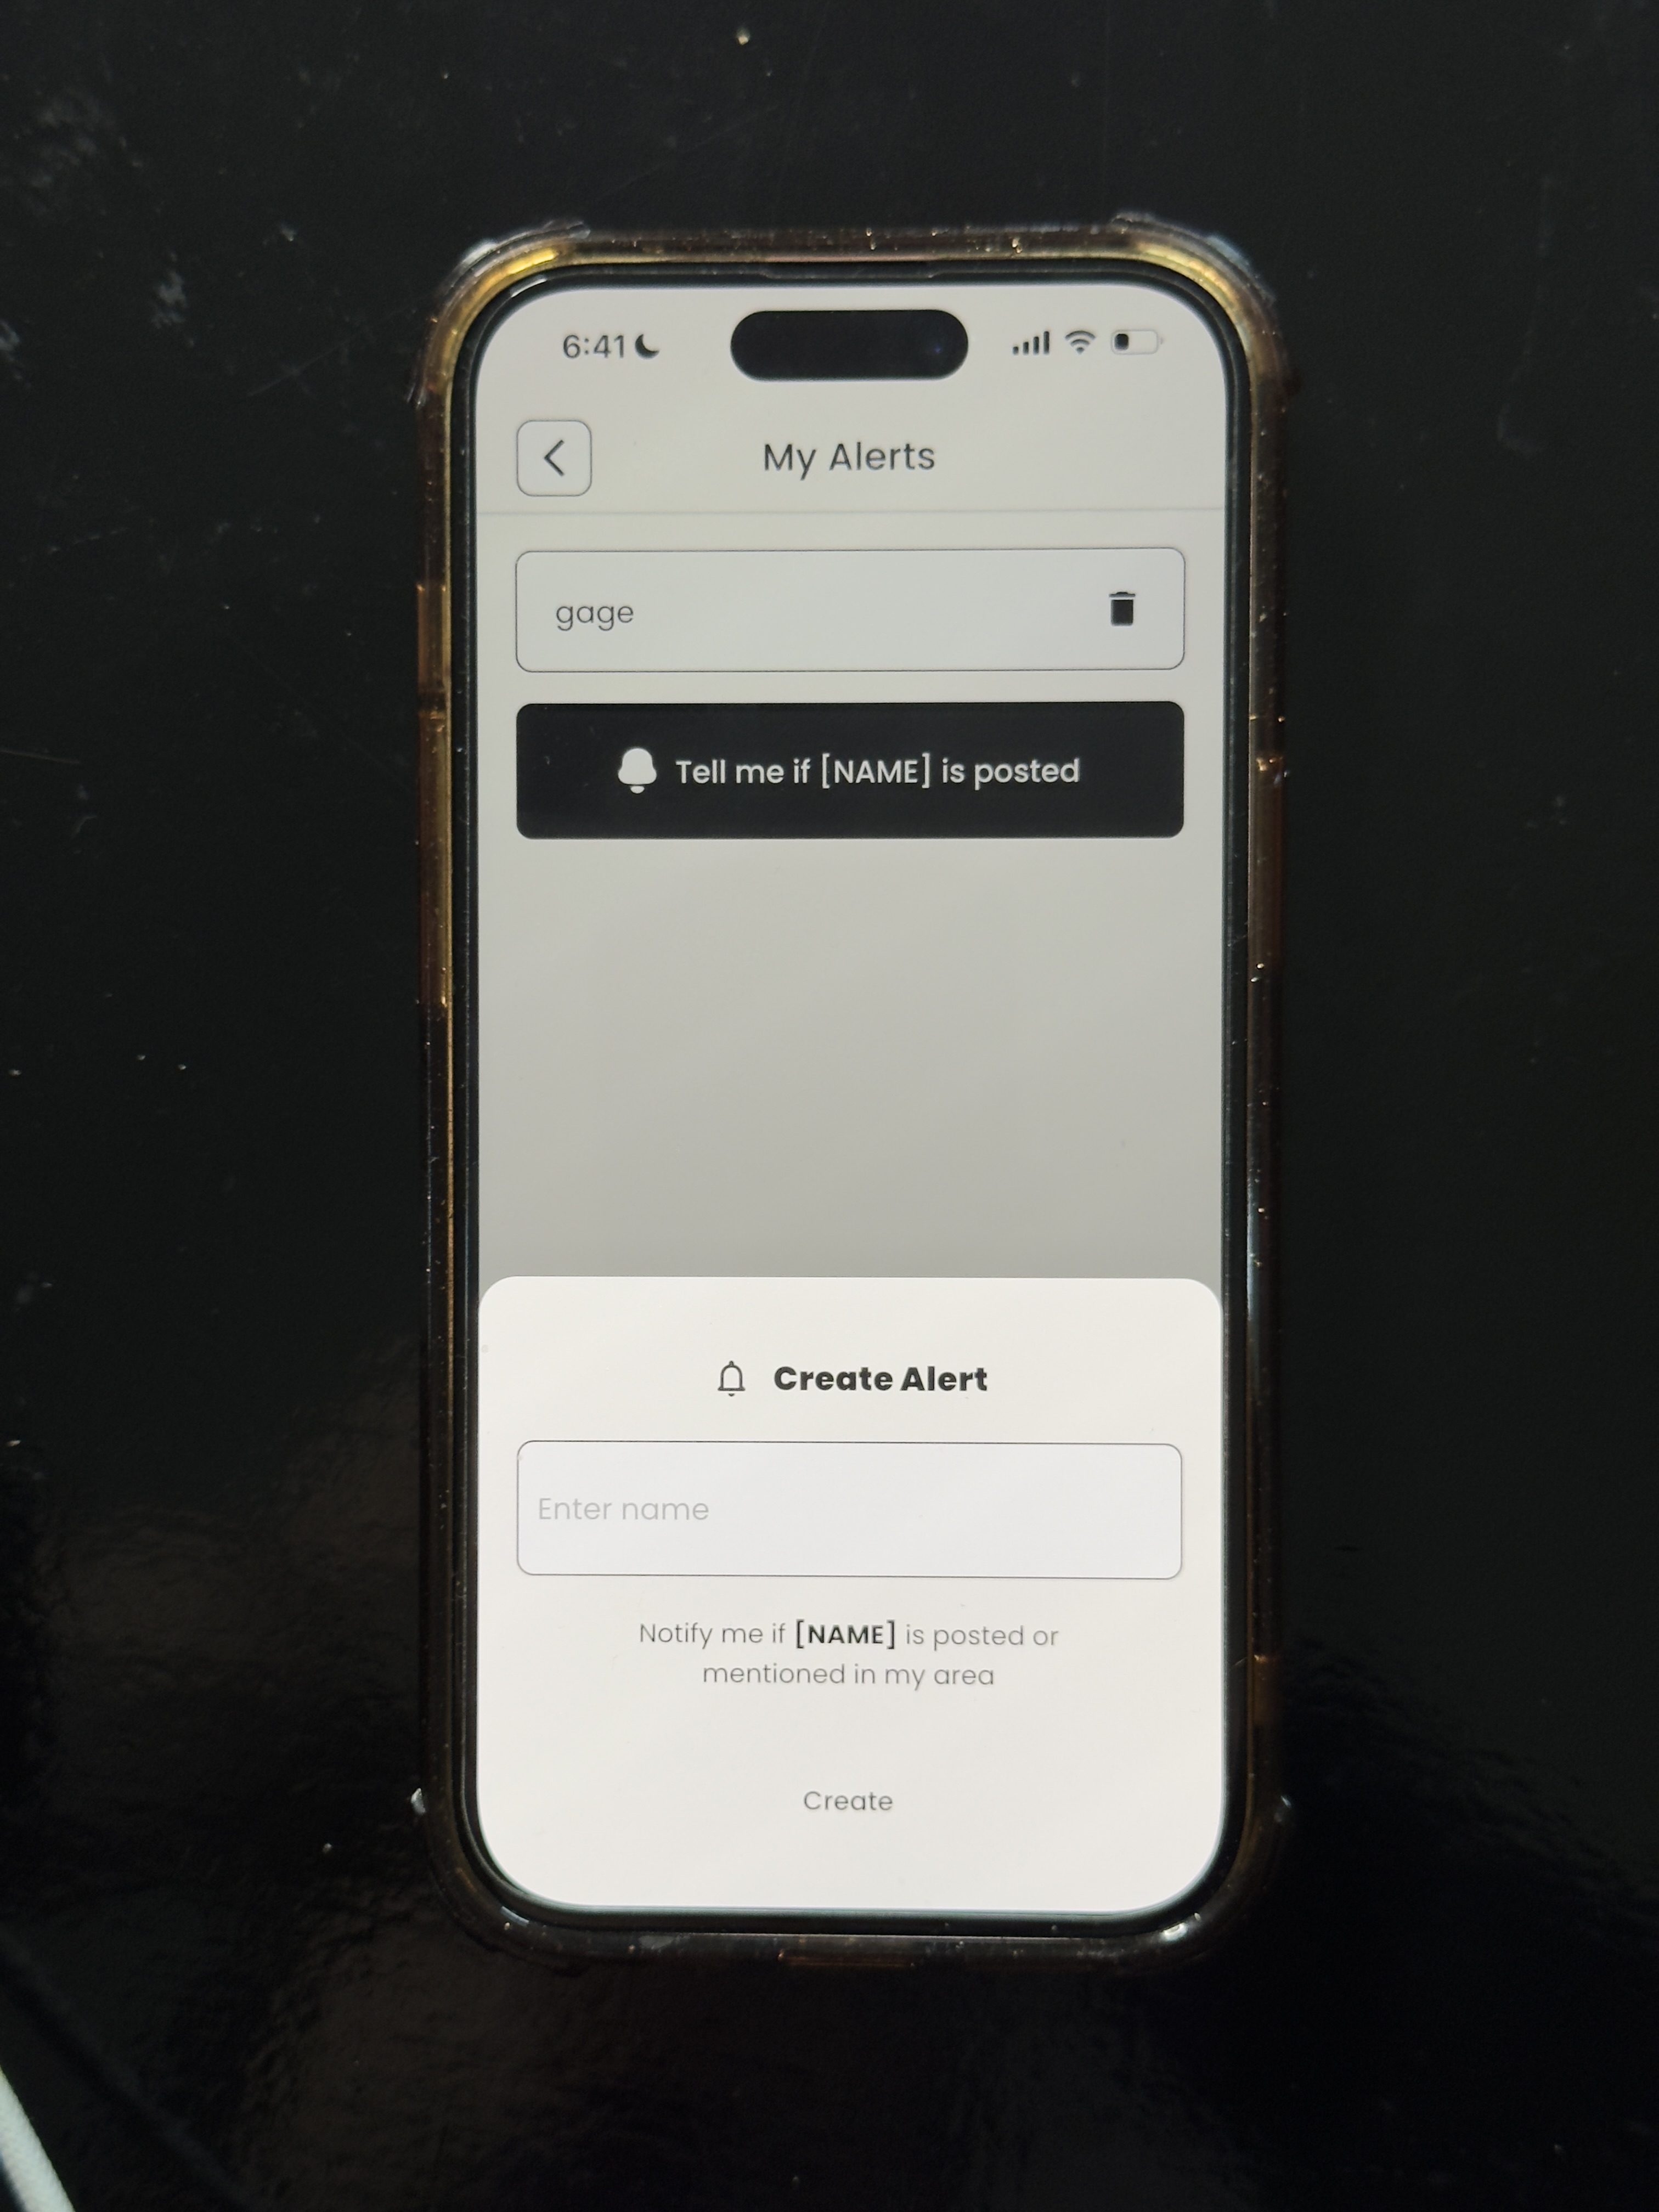 6:41
My Alerts
gage
Tell me if [NAME] is posted
Create Alert
Enter name
Notify me if [NAME] is posted or
mentioned in my area
Create